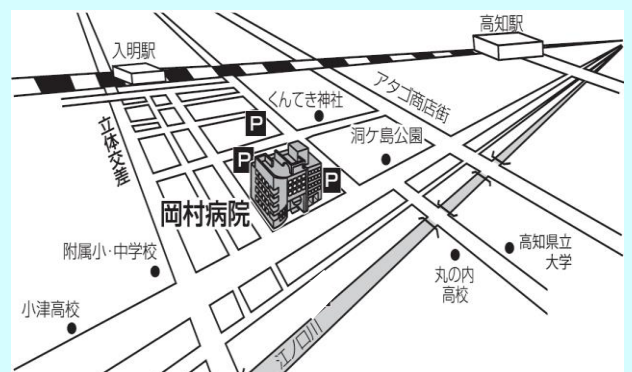 高知駅
入明駅
アタゴ商店街
くんてき神社
P
立体交差
洞ケ島公園
P
P
岡村病院
附属小・中学校
高知県立
大学
丸の内
高校
小津高校
江ノ口川